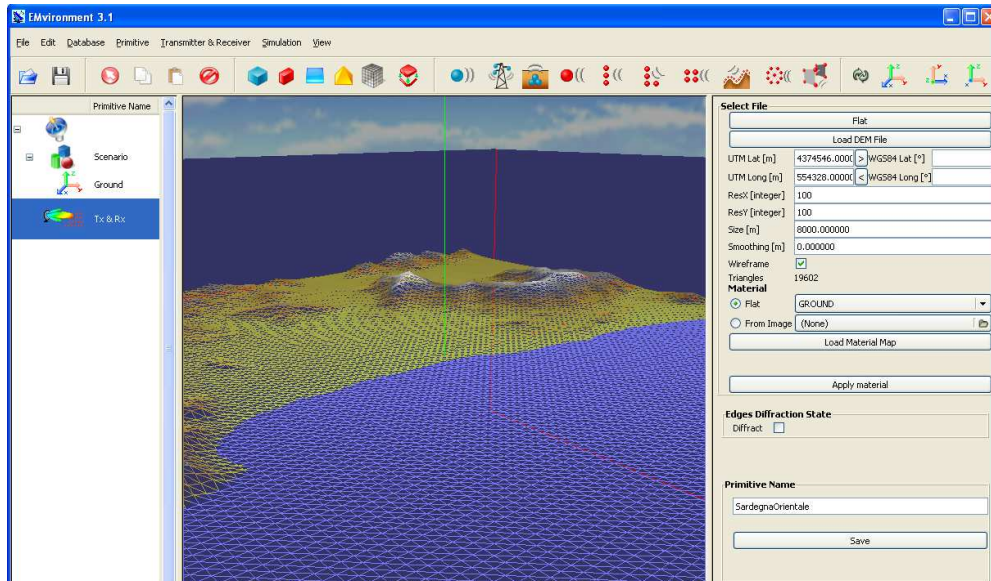 EMvironment 3.1
File Edit Database Primitive Transmitter & Receiver Simulation View
Primitive Name
Scenario
Ground
Tx & Rx
Select File
Flat
Load DEM File
UTM Lat [m] 4374546.000( > WGS84 Lat [°]
UTM Long [m] 554328.00000 < WGS84 Long [°]
ResX [integer] 100
ResY [integer] 100
Size [m] 8000.000000
Smoothing [m] 0.000000
Wireframe
Triangles 19602
Material
Flat GROUND
From Image (None)
Load Material Map
Apply material
Edges Diffraction State
Diffract
Primitive Name
SardegnaOrientale
Save